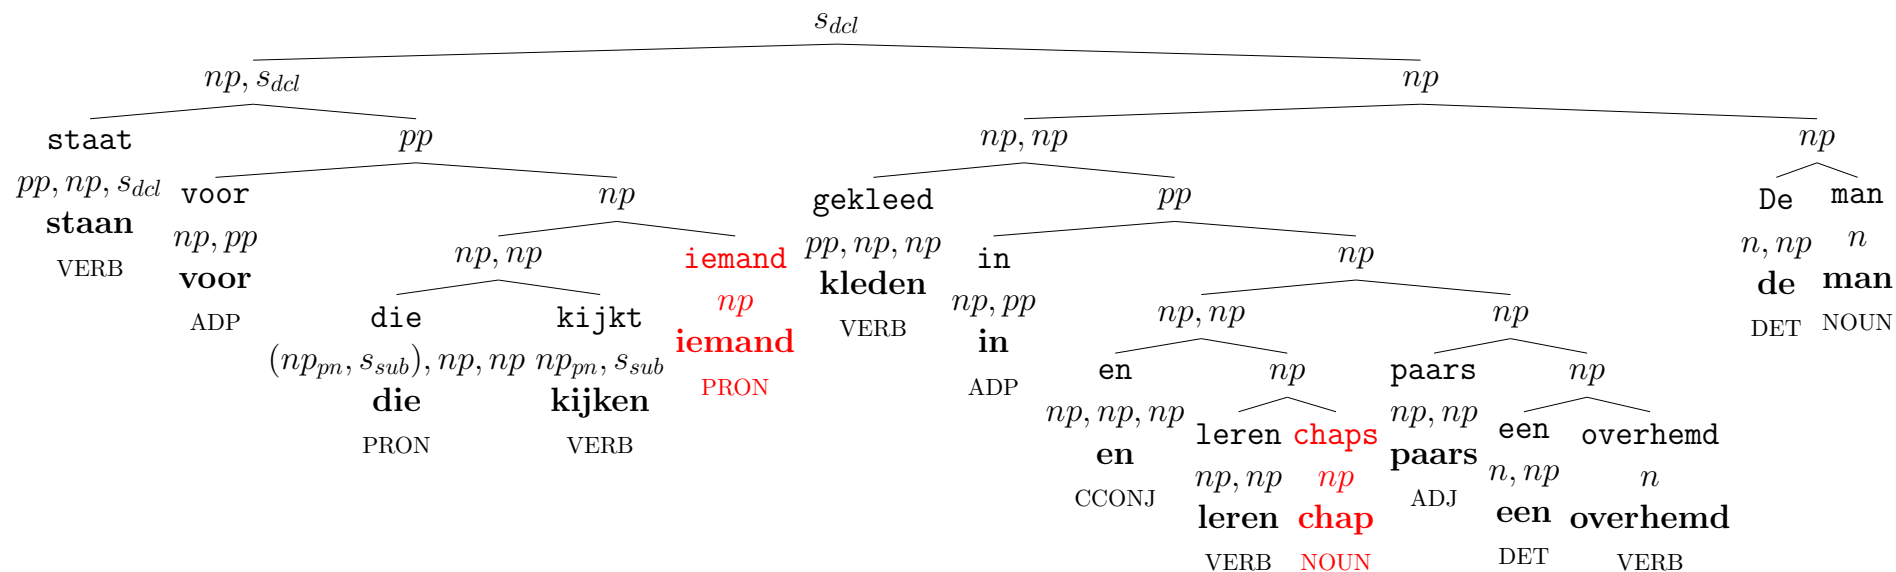 s_dcl
np, s_dcl np
staat pp np, np np
pp, np, s_dcl voor np gekleed pp De man
staan np, pp np, np iemand pp, np, np in np n, np n
VERB voor die kijkt np kleden np, pp np, np np de man
ADP (np_pn, s_sub), np, np np_pn, s_sub iemand VERB in en np paars np DET NOUN
die kijken PRON ADP np, np, np leren chaps np, np een overhemd
PRON VERB en np, np np paars n, np n
CCONJ leren chap ADJ een overhemd
VERB NOUN DET VERB